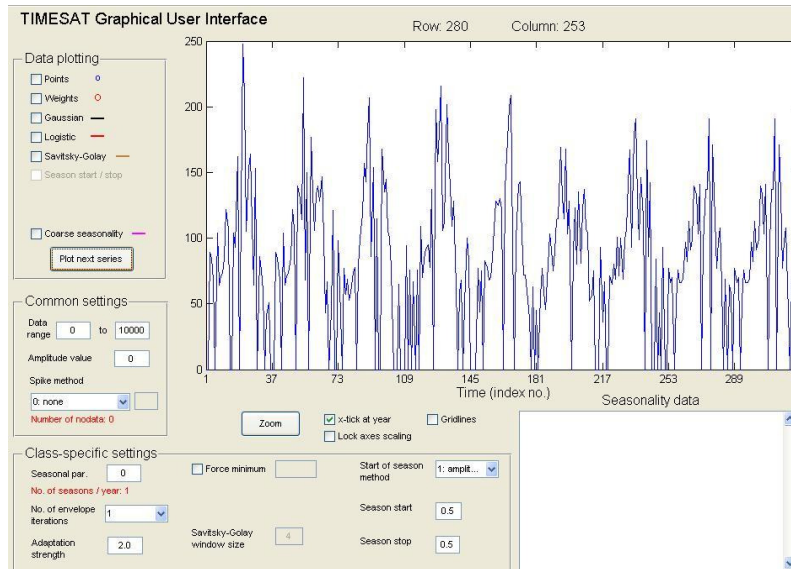 TIMESAT Graphical User Interface
Row: 280 Column: 253
Data plotting
Points
Weights
Gaussian
Logistic
Savitsky-Golay
Season start / stop
Coarse seasonality
Plot next series
250
200
150
100
50
0
1 37 73 109 145 181 217 253 289
Time (index no.)
Common settings
Data range 0 to 10000
Amplitude value 0
Spike method
0: none
Number of nodata: 0
Zoom
x-tick at year
Gridlines
Lock axes scaling
Seasonality data
Class-specific settings
Seasonal par. 0
No. of seasons / year: 1
No. of envelope iterations 1
Adaptation strength 2.0
Force minimum
Savitsky-Golay window size 4
Start of season method 1: amplit...
Season start 0.5
Season stop 0.5